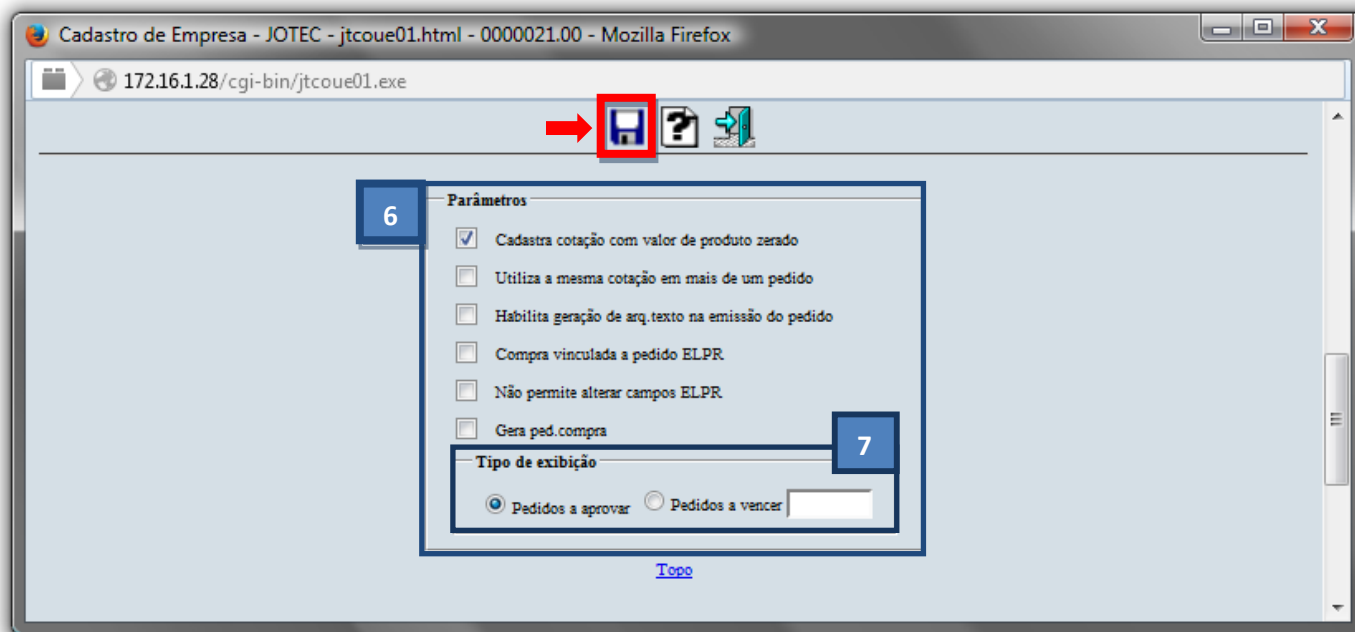 Cadastro de Empresa - JOTEC - jtcoue01.html - 0000021.00 - Mozilla Firefox
172.16.1.28/cgi-bin/jtcoue01.exe
6
Parâmetros
Cadastra cotação com valor de produto zerado
Utiliza a mesma cotação em mais de um pedido
Habilita geração de arq.texto na emissão do pedido
Compra vinculada a pedido ELPR
Não permite alterar campos ELPR
Gera ped.compra
7
Tipo de exibição
Pedidos a aprovar Pedidos a vencer
Topo